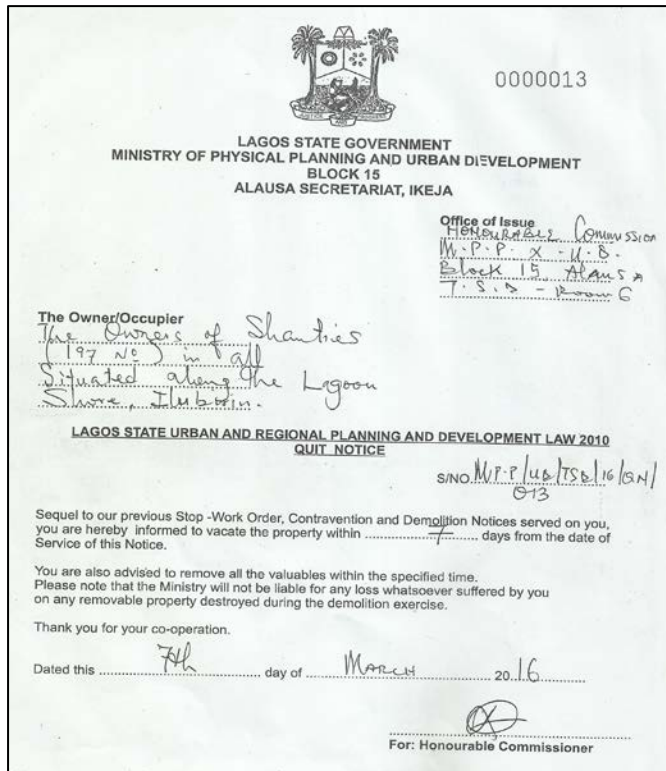 0000013
LAGOS STATE GOVERNMENT
MINISTRY OF PHYSICAL PLANNING AND URBAN DEVELOPMENT
BLOCK 15
ALAUSA SECRETARIAT, IKEJA
Office of Issue
HONOURABLE Commission
M.P.P. X - U.B.
Block 15, Alausa
T.S.B - Room 6
The Owner/Occupier
The Owners of Shanties
(197 No) in all
Situated along The Lagoon
Shore, Ilubirin.
LAGOS STATE URBAN AND REGIONAL PLANNING AND DEVELOPMENT LAW 2010
QUIT NOTICE
S/NO M.P.P/UB/TSB/16/QN/
013
Sequel to our previous Stop -Work Order, Contravention and Demolition Notices served on you,
you are hereby informed to vacate the property within ........7........ days from the date of
Service of this Notice.
You are also advised to remove all the valuables within the specified time.
Please note that the Ministry will not be liable for any loss whatsoever suffered by you
on any removable property destroyed during the demolition exercise.
Thank you for your co-operation.
Dated this ........7th........ day of ........MARCH........ 20.16
For: Honourable Commissioner